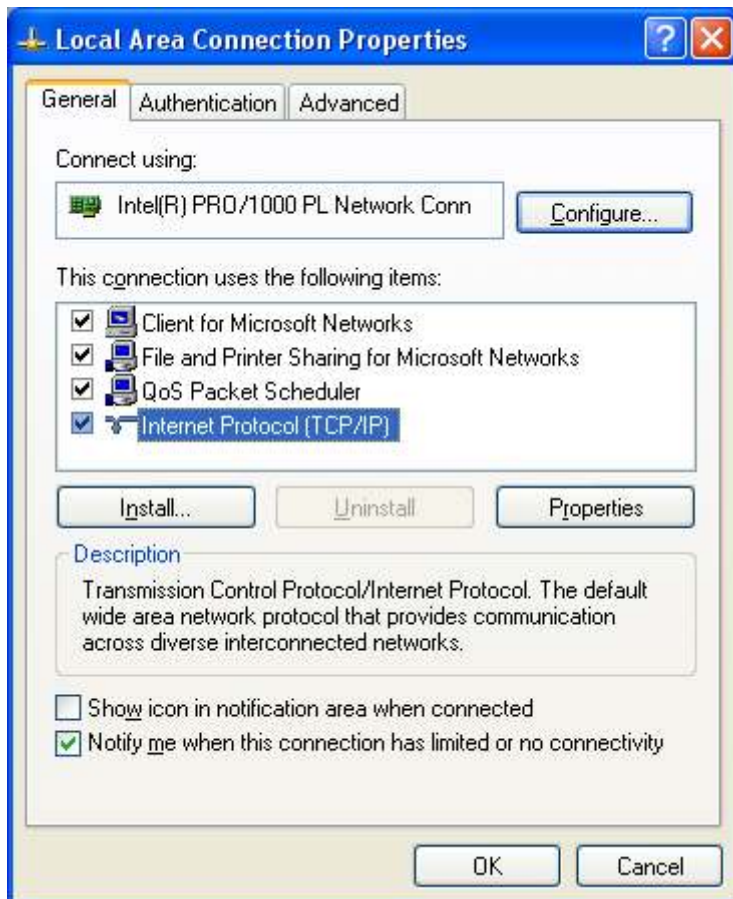 Local Area Connection Properties
General Authentication Advanced
Connect using:
Intel(R) PRO/1000 PL Network Conn Configure...
This connection uses the following items:
Client for Microsoft Networks
File and Printer Sharing for Microsoft Networks
QoS Packet Scheduler
Internet Protocol (TCP/IP)
Install... Uninstall Properties
Description
Transmission Control Protocol/Internet Protocol. The default
wide area network protocol that provides communication
across diverse interconnected networks.
Show icon in notification area when connected
Notify me when this connection has limited or no connectivity
OK Cancel